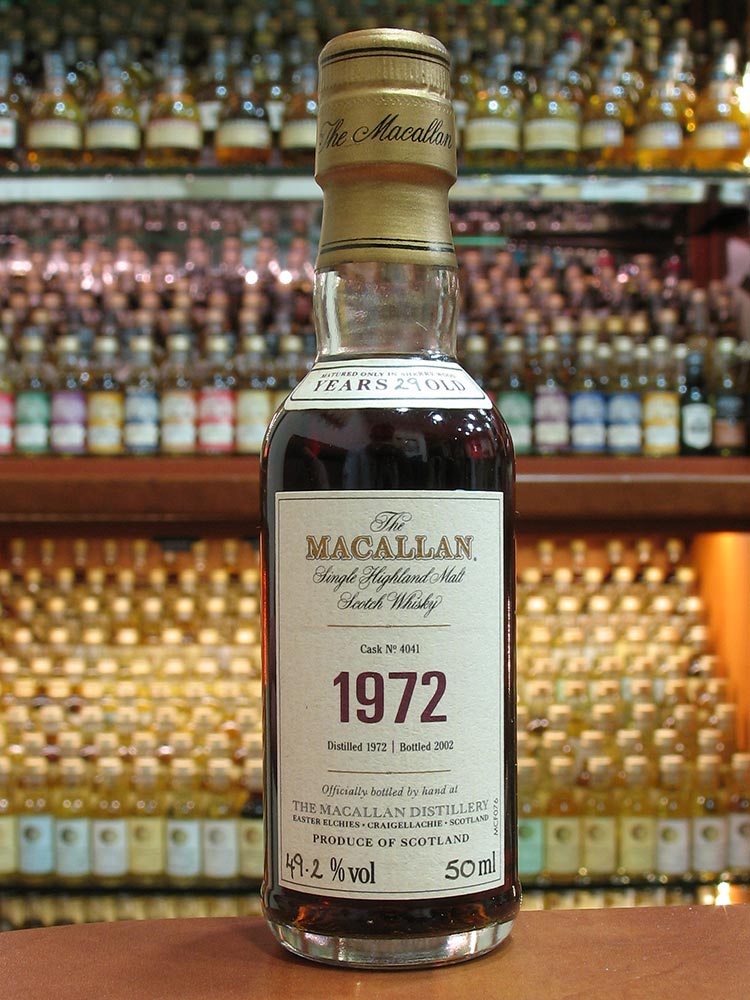 The Macallan
MATURED ONLY IN SHERRY WOOD
YEARS 29 OLD
The
MACALLAN
Single Highland Malt
Scotch Whisky
Cask Nº 4041
1972
Distilled 1972 | Bottled 2002
Officially bottled by hand at
THE MACALLAN DISTILLERY
EASTER ELCHIES • CRAIGELLACHIE • SCOTLAND
PRODUCE OF SCOTLAND
49.2 % vol 50 ml
MCF076